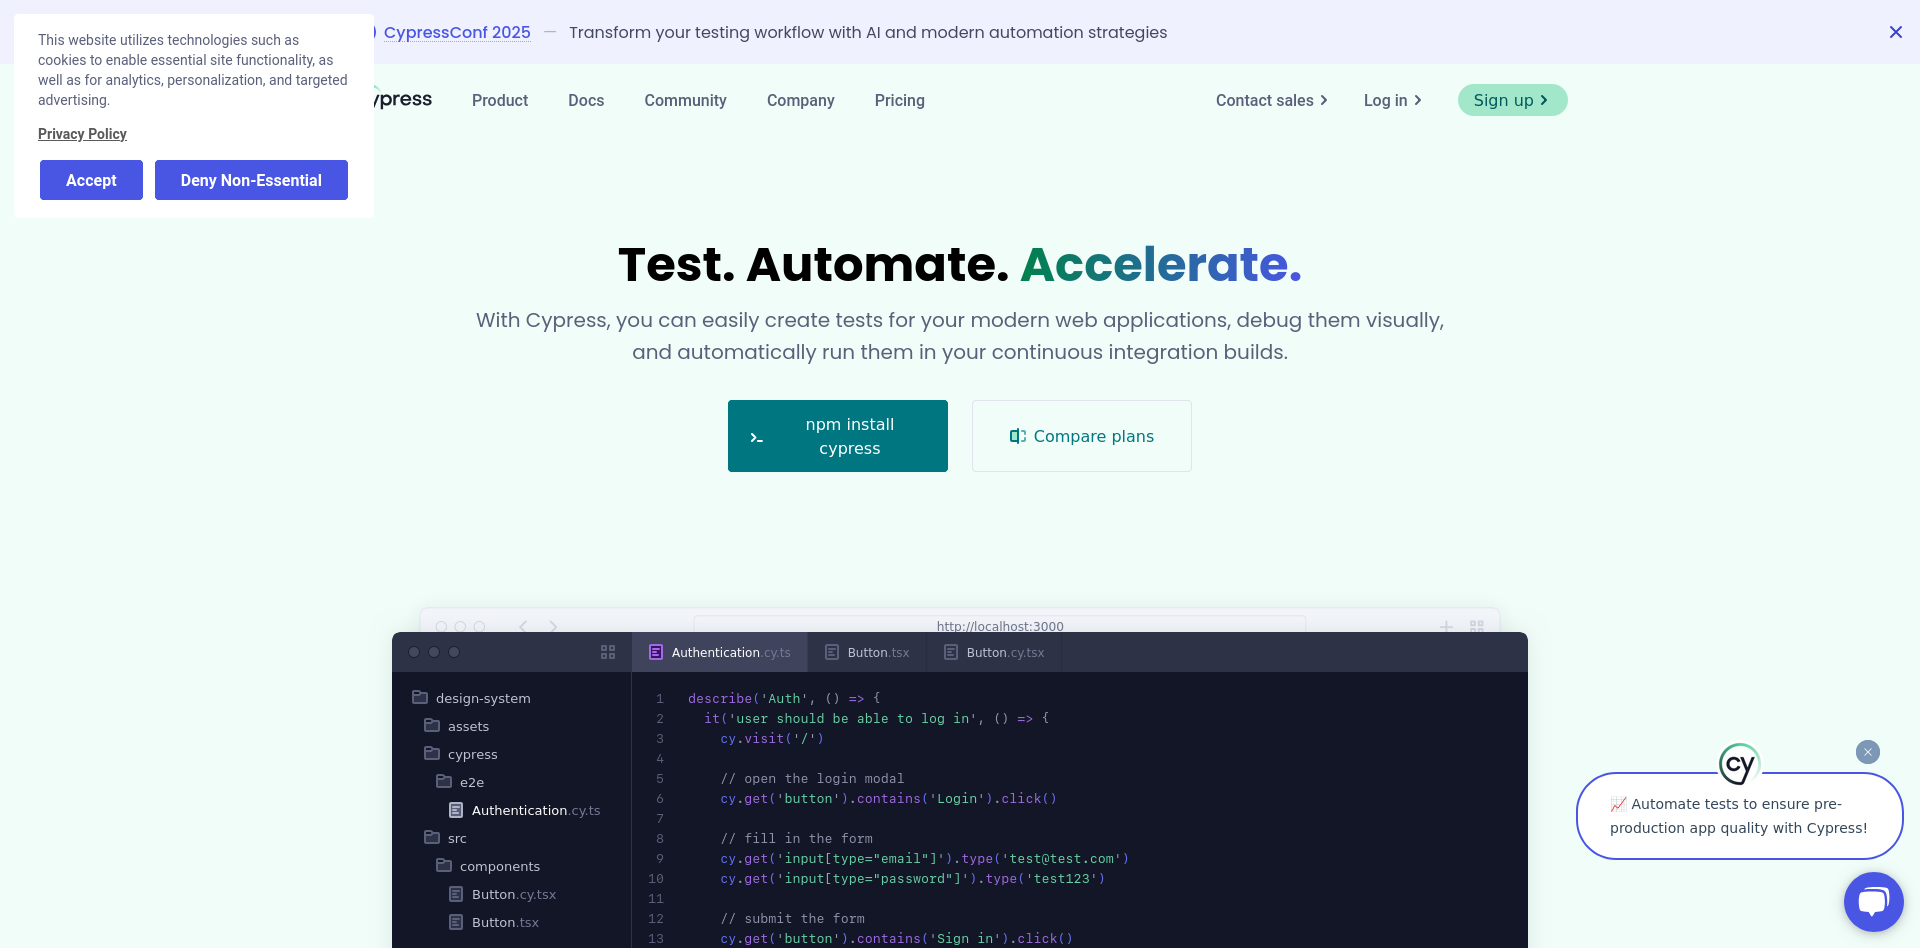 This website utilizes technologies such as
cookies to enable essential site functionality, as
well as for analytics, personalization, and targeted
advertising.
Privacy Policy
Accept
Deny Non-Essential
CypressConf 2025 — Transform your testing workflow with AI and modern automation strategies
ypress
Product
Docs
Community
Company
Pricing
Contact sales
Log in
Sign up
Test. Automate. Accelerate.
With Cypress, you can easily create tests for your modern web applications, debug them visually,
and automatically run them in your continuous integration builds.
npm install
cypress
Compare plans
http://localhost:3000
Authentication.cy.ts
Button.tsx
Button.cy.tsx
design-system
assets
cypress
e2e
Authentication.cy.ts
src
components
Button.cy.tsx
Button.tsx
1 describe('Auth', () => {
2 it('user should be able to log in', () => {
3 cy.visit('/')
4
5 // open the login modal
6 cy.get('button').contains('Login').click()
7
8 // fill in the form
9 cy.get('input[type="email"]').type('test@test.com')
10 cy.get('input[type="password"]').type('test123')
11
12 // submit the form
13 cy.get('button').contains('Sign in').click()
cy
📈 Automate tests to ensure pre-
production app quality with Cypress!